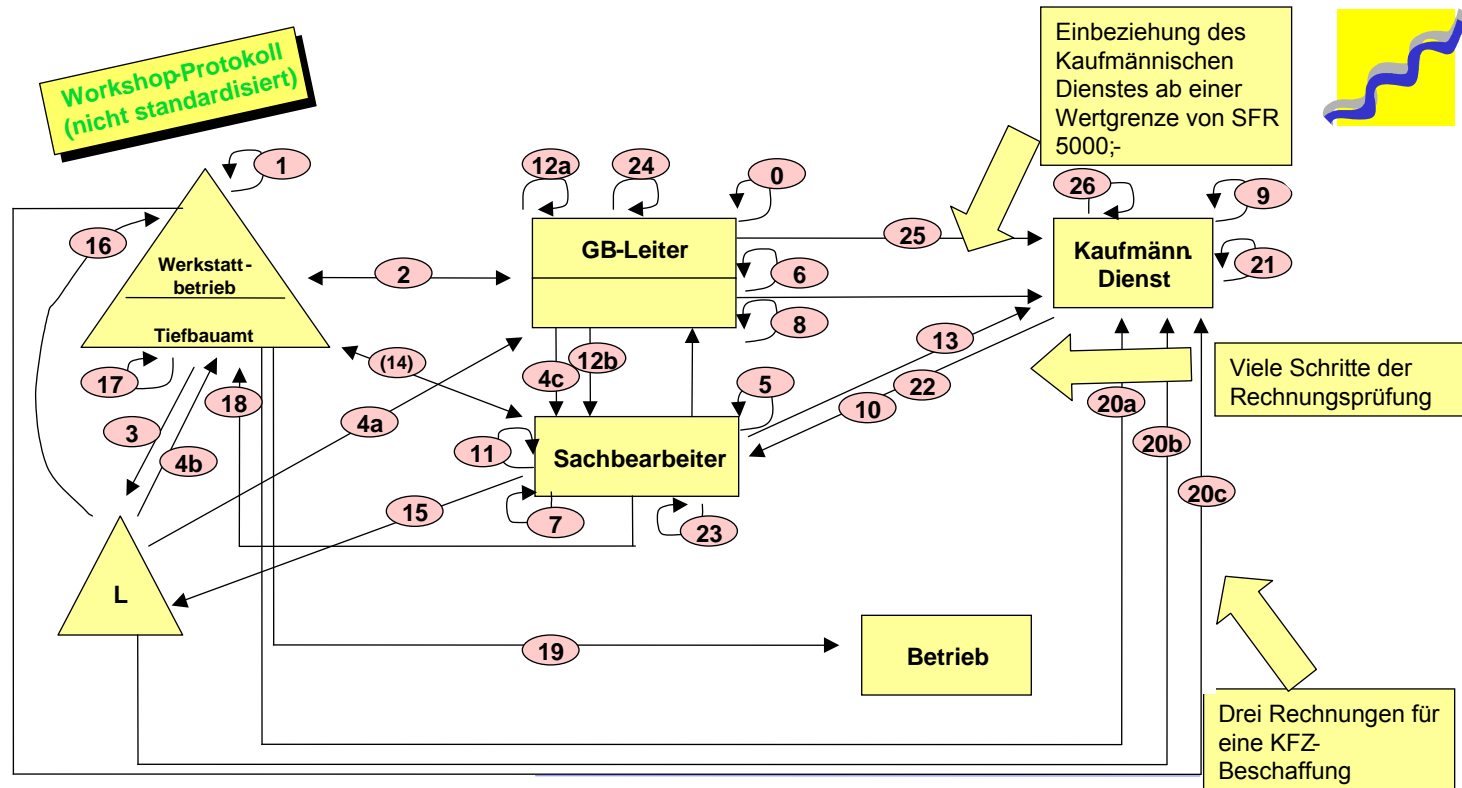 Workshop-Protokoll
(nicht standardisiert)
Einbeziehung des
Kaufmännischen
Dienstes ab einer
Wertgrenze von SFR
5000;-
1
12a
24
0
26
9
16
GB-Leiter
25
Kaufmänn.
Dienst
21
Werkstatt-
betrieb
2
6
Tiefbauamt
8
13
(14)
12b
4c
17
18
5
22
10
Viele Schritte der
Rechnungsprüfung
4a
20a
3
4b
11
Sachbearbeiter
20b
20c
15
7
23
L
19
Betrieb
Drei Rechnungen für
eine KFZ-
Beschaffung